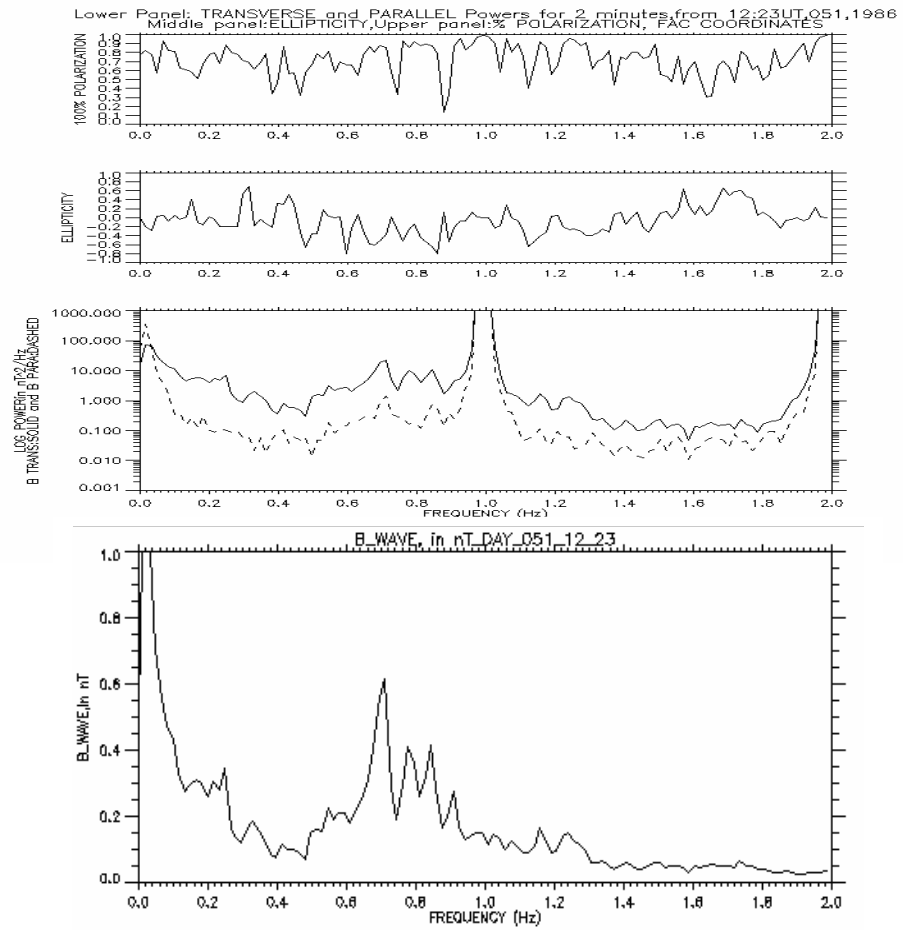 Lower Panel: TRANSVERSE and PARALLEL Powers for 2 minutes,from 12:23UT,051,1986
Middle panel:ELLIPTICITY,Upper panel:% POLARIZATION, FAC COORDINATES
100% POLARIZATION
1.0
0.9
0.8
0.7
0.6
0.5
0.4
0.3
0.2
0.1
0.0
0.0 0.2 0.4 0.6 0.8 1.0 1.2 1.4 1.6 1.8 2.0
ELLIPTICITY
1.0
0.8
0.6
0.4
0.2
0.0
-0.2
-0.4
-0.6
-0.8
-1.0
0.0 0.2 0.4 0.6 0.8 1.0 1.2 1.4 1.6 1.8 2.0
LOG POWERin nT^2/Hz
B TRANS:SOLID and B PARA:DASHED
1000.000
100.000
10.000
1.000
0.100
0.010
0.001
0.0 0.2 0.4 0.6 0.8 1.0 1.2 1.4 1.6 1.8 2.0
FREQUENCY (Hz)
B_WAVE, in nT_DAY_051_12_23
B_WAVE,in nT
1.0
0.8
0.6
0.4
0.2
0.0
0.0 0.2 0.4 0.6 0.8 1.0 1.2 1.4 1.6 1.8 2.0
FREQUENCY (Hz)